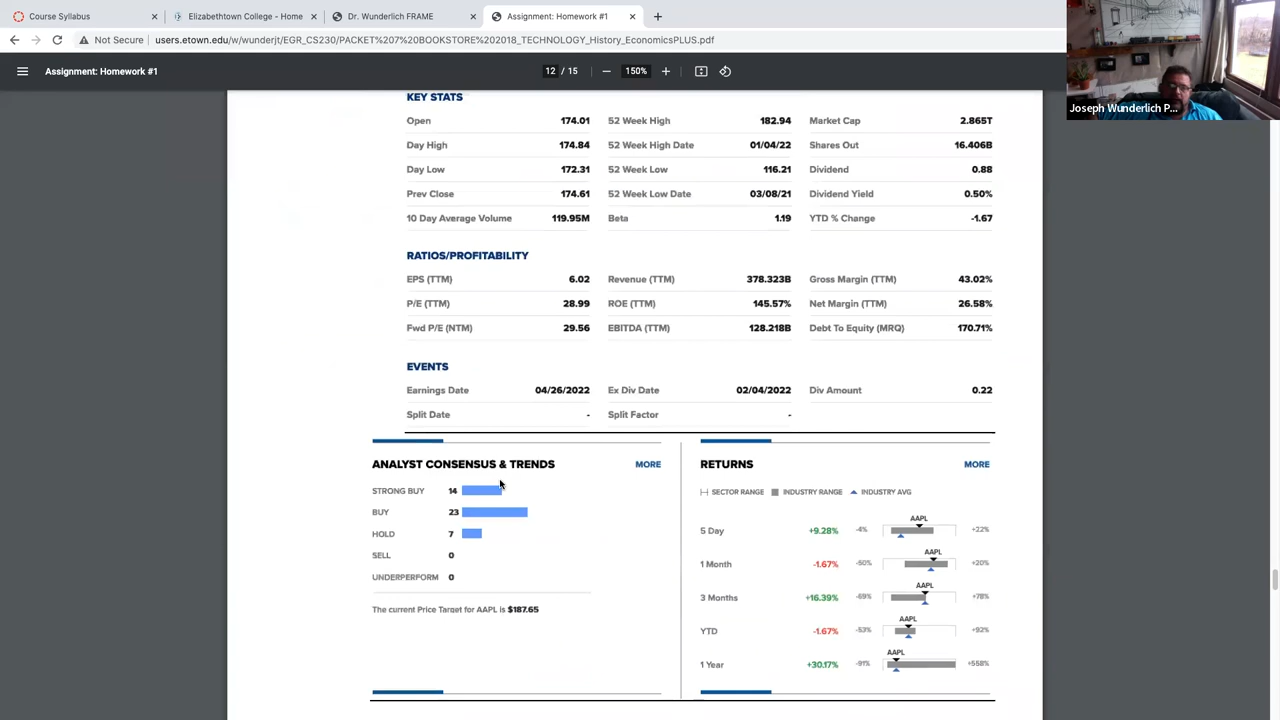 Course Syllabus
Elizabethtown College - Home
Dr. Wunderlich FRAME
Assignment: Homework #1
Not Secure
users.etown.edu/w/wunderjt/EGR_CS230/PACKET%207%20BOOKSTORE%202018_TECHNOLOGY_History_EconomicsPLUS.pdf
Assignment: Homework #1
12 / 15
150%
Joseph Wunderlich P...
KEY STATS
Open 174.01 52 Week High 182.94 Market Cap 2.865T
Day High 174.84 52 Week High Date 01/04/22 Shares Out 16.406B
Day Low 172.31 52 Week Low 116.21 Dividend 0.88
Prev Close 174.61 52 Week Low Date 03/08/21 Dividend Yield 0.50%
10 Day Average Volume 119.95M Beta 1.19 YTD % Change -1.67
RATIOS/PROFITABILITY
EPS (TTM) 6.02 Revenue (TTM) 378.323B Gross Margin (TTM) 43.02%
P/E (TTM) 28.99 ROE (TTM) 145.57% Net Margin (TTM) 26.58%
Fwd P/E (NTM) 29.56 EBITDA (TTM) 128.218B Debt To Equity (MRQ) 170.71%
EVENTS
Earnings Date 04/26/2022 Ex Div Date 02/04/2022 Div Amount 0.22
Split Date - Split Factor -
ANALYST CONSENSUS & TRENDS MORE
STRONG BUY 14
BUY 23
HOLD 7
SELL 0
UNDERPERFORM 0
The current Price Target for AAPL is $187.65
RETURNS MORE
SECTOR RANGE INDUSTRY RANGE INDUSTRY AVG
AAPL
5 Day +9.28% -4% +22%
AAPL
1 Month -1.67% -50% +20%
AAPL
3 Months +16.39% -69% +78%
AAPL
YTD -1.67% -53% +92%
AAPL
1 Year +30.17% -91% +558%